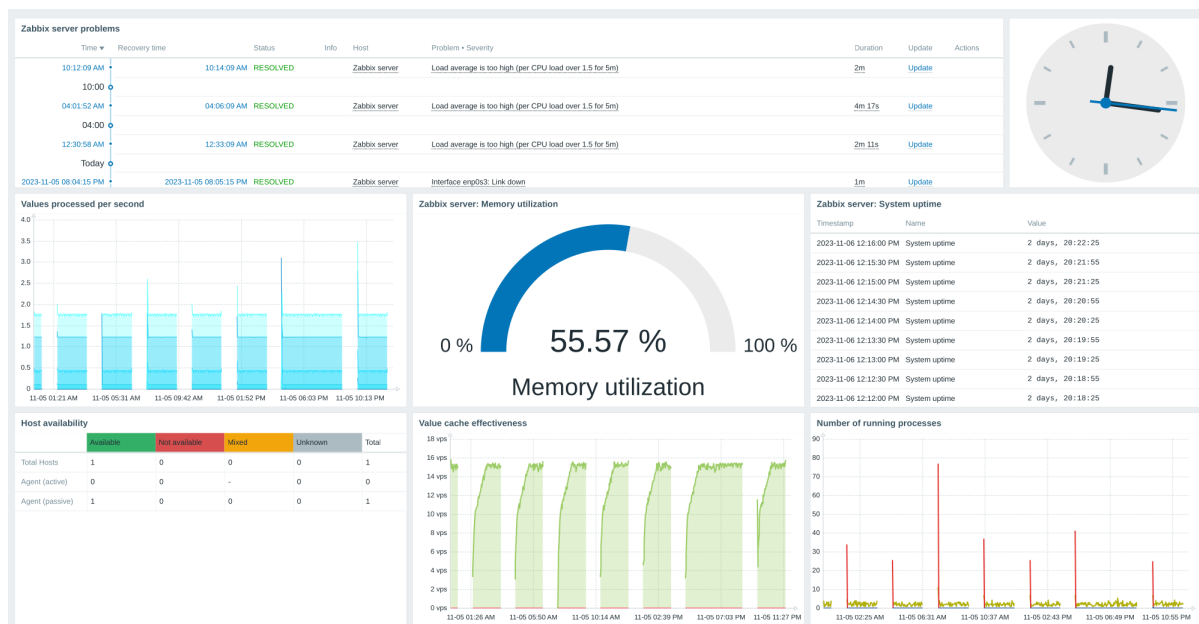 Zabbix server problems
Time ▾ Recovery time Status Info Host Problem • Severity Duration Update Actions
10:12:09 AM 10:14:09 AM RESOLVED Zabbix server Load average is too high (per CPU load over 1.5 for 5m) 2m Update
10:00
04:01:52 AM 04:06:09 AM RESOLVED Zabbix server Load average is too high (per CPU load over 1.5 for 5m) 4m 17s Update
04:00
12:30:58 AM 12:33:09 AM RESOLVED Zabbix server Load average is too high (per CPU load over 1.5 for 5m) 2m 11s Update
Today
2023-11-05 08:04:15 PM 2023-11-05 08:05:15 PM RESOLVED Zabbix server Interface enp0s3: Link down 1m Update
Values processed per second
4.0
3.5
3.0
2.5
2.0
1.5
1.0
0.5
0
11-05 01:21 AM 11-05 05:31 AM 11-05 09:42 AM 11-05 01:52 PM 11-05 06:03 PM 11-05 10:13 PM
Zabbix server: Memory utilization
0 % 55.57 % 100 %
Memory utilization
Zabbix server: System uptime
Timestamp Name Value
2023-11-06 12:16:00 PM System uptime 2 days, 20:22:25
2023-11-06 12:15:30 PM System uptime 2 days, 20:21:55
2023-11-06 12:15:00 PM System uptime 2 days, 20:21:25
2023-11-06 12:14:30 PM System uptime 2 days, 20:20:55
2023-11-06 12:14:00 PM System uptime 2 days, 20:20:25
2023-11-06 12:13:30 PM System uptime 2 days, 20:19:55
2023-11-06 12:13:00 PM System uptime 2 days, 20:19:25
2023-11-06 12:12:30 PM System uptime 2 days, 20:18:55
2023-11-06 12:12:00 PM System uptime 2 days, 20:18:25
Host availability
Available Not available Mixed Unknown Total
Total Hosts 1 0 0 0 1
Agent (active) 0 0 - 0 0
Agent (passive) 1 0 0 0 1
Value cache effectiveness
18 vps
16 vps
14 vps
12 vps
10 vps
8 vps
6 vps
4 vps
2 vps
0 vps
11-05 01:26 AM 11-05 05:50 AM 11-05 10:14 AM 11-05 02:39 PM 11-05 07:03 PM 11-05 11:27 PM
Number of running processes
90
80
70
60
50
40
30
20
10
0
11-05 02:25 AM 11-05 06:31 AM 11-05 10:37 AM 11-05 02:43 PM 11-05 06:49 PM 11-05 10:55 PM